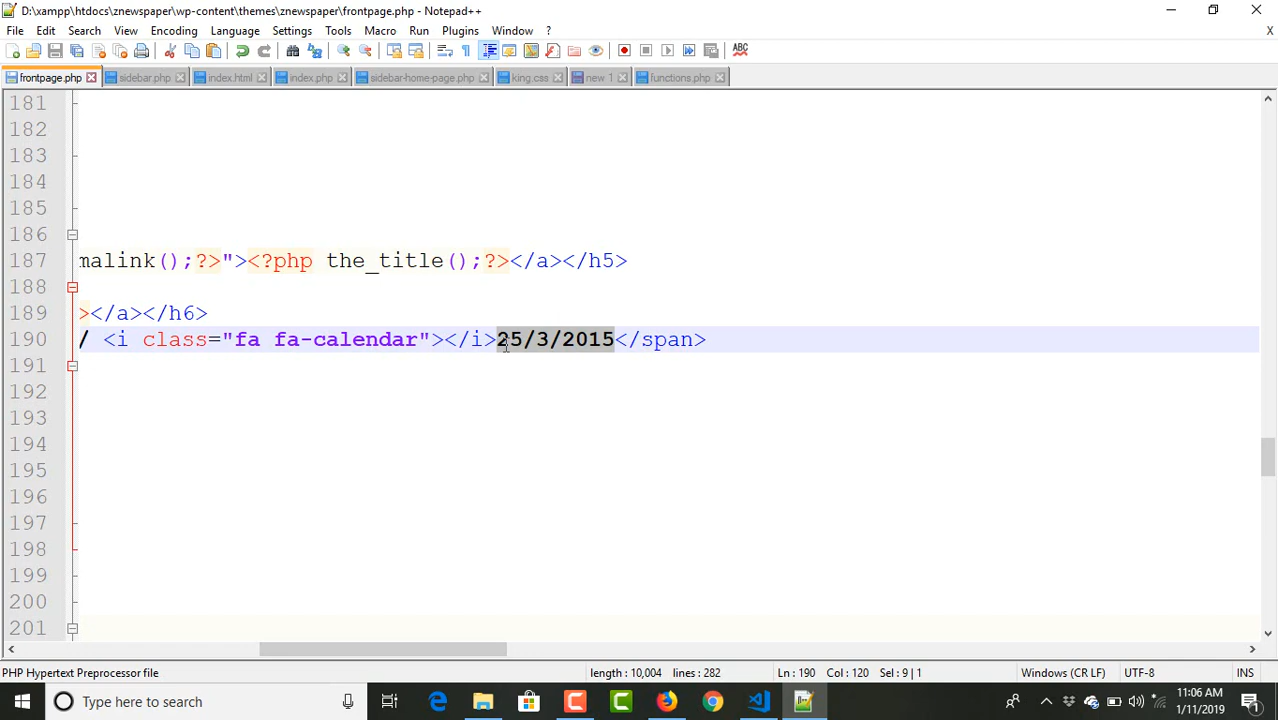 D:\xampp\htdocs\znewspaper\wp-content\themes\znewspaper\frontpage.php - Notepad++
File Edit Search View Encoding Language Settings Tools Macro Run Plugins Window ? X
frontpage.php sidebar.php index.html index.php sidebar-home-page.php king.css new 1 functions.php
181
182
183
184
185
186
187 malink();?>"><?php the_title();?></a></h5>
188
189 ></a></h6>
190 / <i class="fa fa-calendar"></i>25/3/2015</span>
191
192
193
194
195
196
197
198
199
200
201
PHP Hypertext Preprocessor file length : 10,004 lines : 282 Ln : 190 Col : 120 Sel : 9 | 1 Windows (CR LF) UTF-8 INS
Type here to search
11:06 AM
1/11/2019